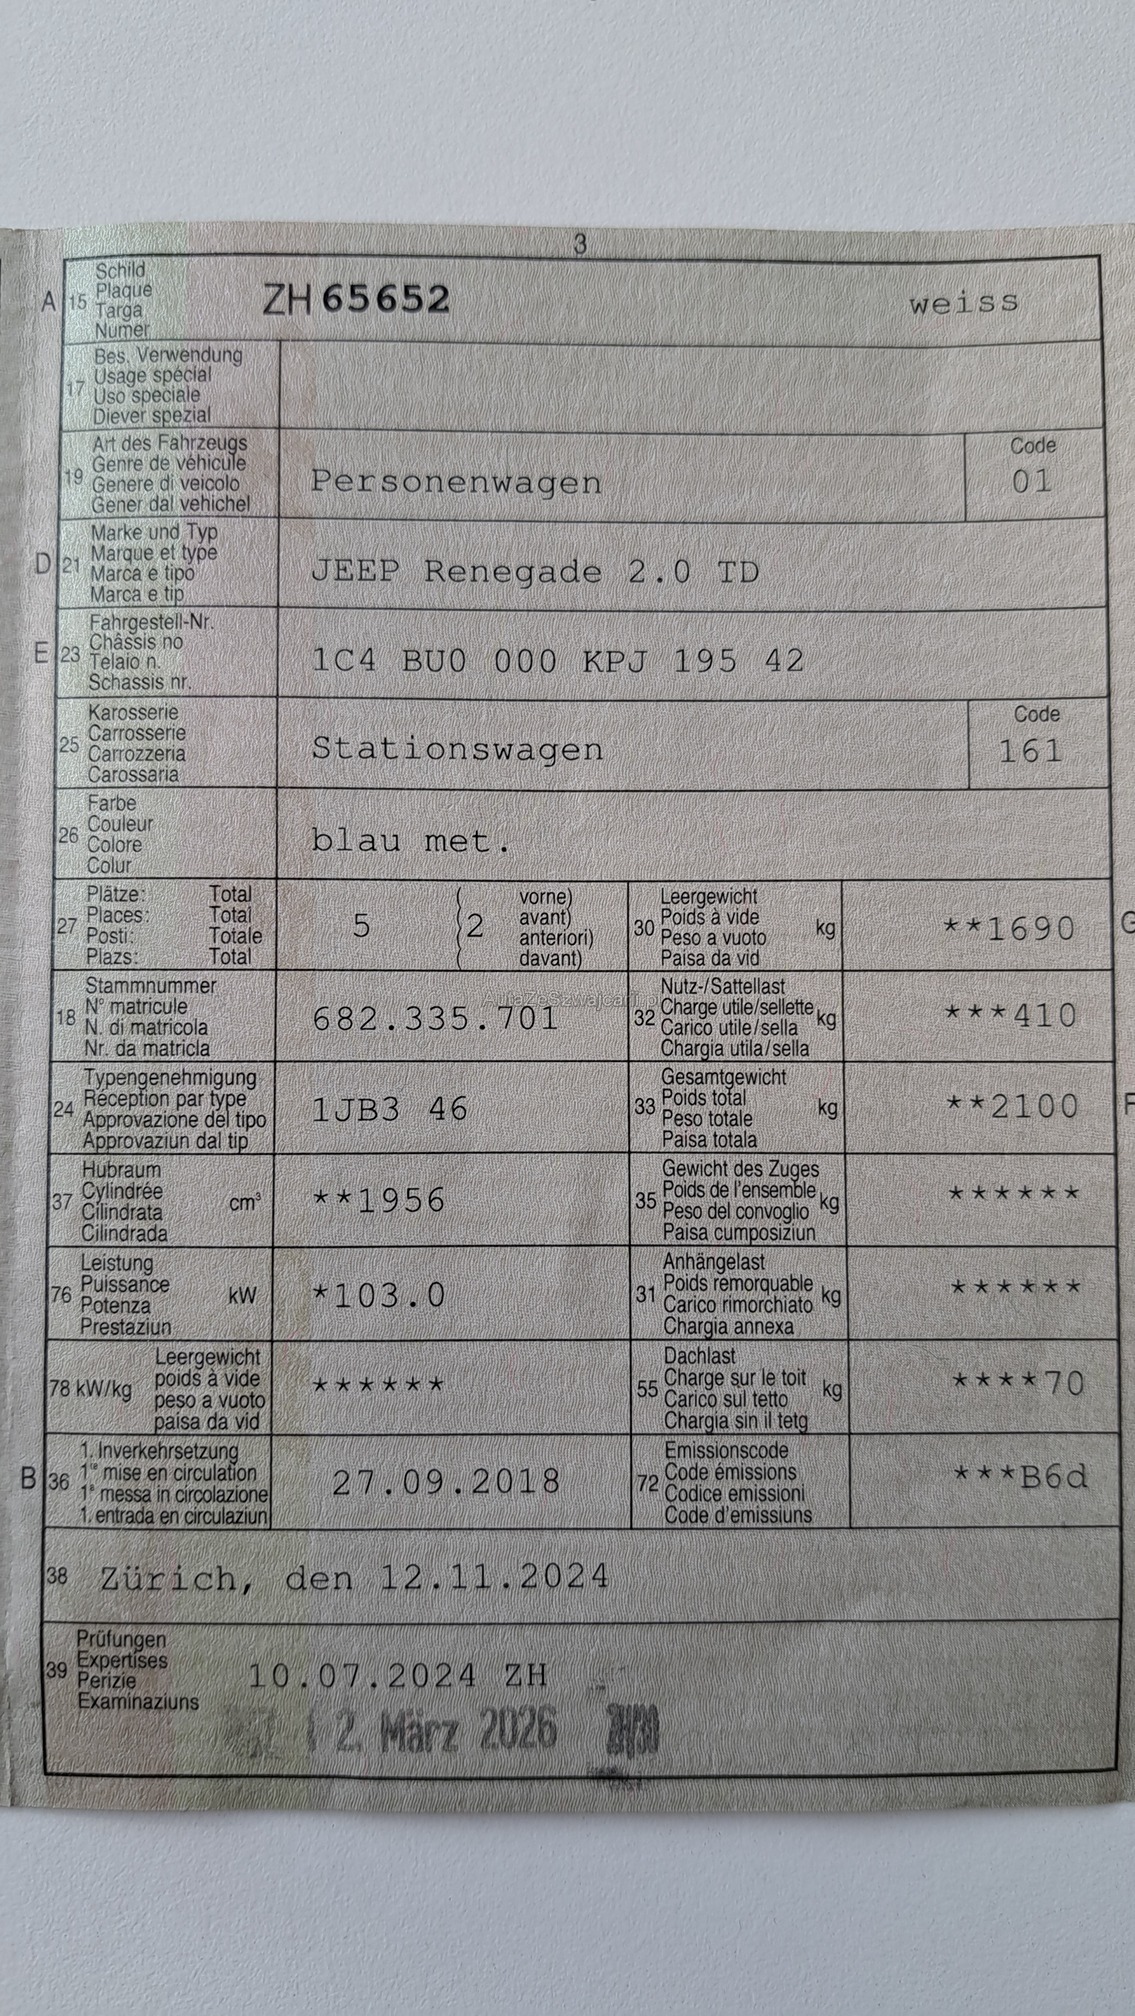 3
A 15 Schild Plaque Targa Numer ZH 65652 weiss
17 Bes. Verwendung
Usage spécial
Uso speciale
Diever spezial
19 Art des Fahrzeugs
Genre de véhicule
Genere di veicolo
Gener dal vehichel
Personenwagen
Code
01
D 21 Marke und Typ
Marque et type
Marca e tipo
Marca e tip
JEEP Renegade 2.0 TD
E 23 Fahrgestell-Nr.
Châssis no
Telaio n.
Schassis nr.
1C4 BU0 000 KPJ 195 42
25 Karosserie
Carrosserie
Carrozzeria
Carossaria
Stationswagen
Code
161
26 Farbe
Couleur
Colore
Colur
blau met.
27 Plätze: Total
Places: Total
Posti: Totale
Plazs: Total
5 ( 2 vorne)
avant)
anteriori)
davant)
30 Leergewicht
Poids à vide
Peso a vuoto
Paisa da vid
kg **1690
G
18 Stammnummer
N° matricule
N. di matricola
Nr. da matricla
682.335.701
AutaZeSzwajcarii.pl
32 Nutz-/Sattellast
Charge utile/sellette
Carico utile/sella
Chargia utila/sella
kg ***410
24 Typengenehmigung
Réception par type
Approvazione del tipo
Approvaziun dal tip
1JB3 46
33 Gesamtgewicht
Poids total
Peso totale
Paisa totala
kg **2100
F
37 Hubraum
Cylindrée
Cilindrata
Cilindrada
cm³ **1956
35 Gewicht des Zuges
Poids de l'ensemble
Peso del convoglio
Paisa cumposiziun
kg ******
76 Leistung
Puissance
Potenza
Prestaziun
kW *103.0
31 Anhängelast
Poids remorquable
Carico rimorchiato
Chargia annexa
kg ******
78 kW/kg Leergewicht
poids à vide
peso a vuoto
paisa da vid
******
55 Dachlast
Charge sur le toit
Carico sul tetto
Chargia sin il tetg
kg ****70
B 36 1. Inverkehrsetzung
1re mise en circulation
1a messa in circolazione
1. entrada en circulaziun
27.09.2018
72 Emissionscode
Code émissions
Codice emissioni
Code d'emissiuns
***B6d
38 Zürich, den 12.11.2024
39 Prüfungen
Expertises
Perizie
Examinaziuns
10.07.2024 ZH
2. März 2026